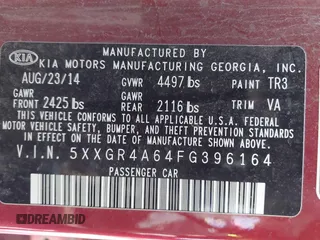 KIA
MANUFACTURED BY
KIA MOTORS MANUFACTURING GEORGIA, INC.
AUG/23/14 GVWR 4497 lbs PAINT TR3
GAWR GAWR
FRONT 2425 lbs REAR 2116 lbs TRIM VA
THIS VEHICLE CONFORMS TO ALL APPLICABLE FEDERAL
MOTOR VEHICLE SAFETY, BUMPER, AND THEFT
PREVENTION STANDARDS IN EFFECT ON THE
DATE OF MANUFACTURE SHOWN ABOVE.
V.I.N. 5XXGR4A64FG396164
PASSENGER CAR
DREAMBID